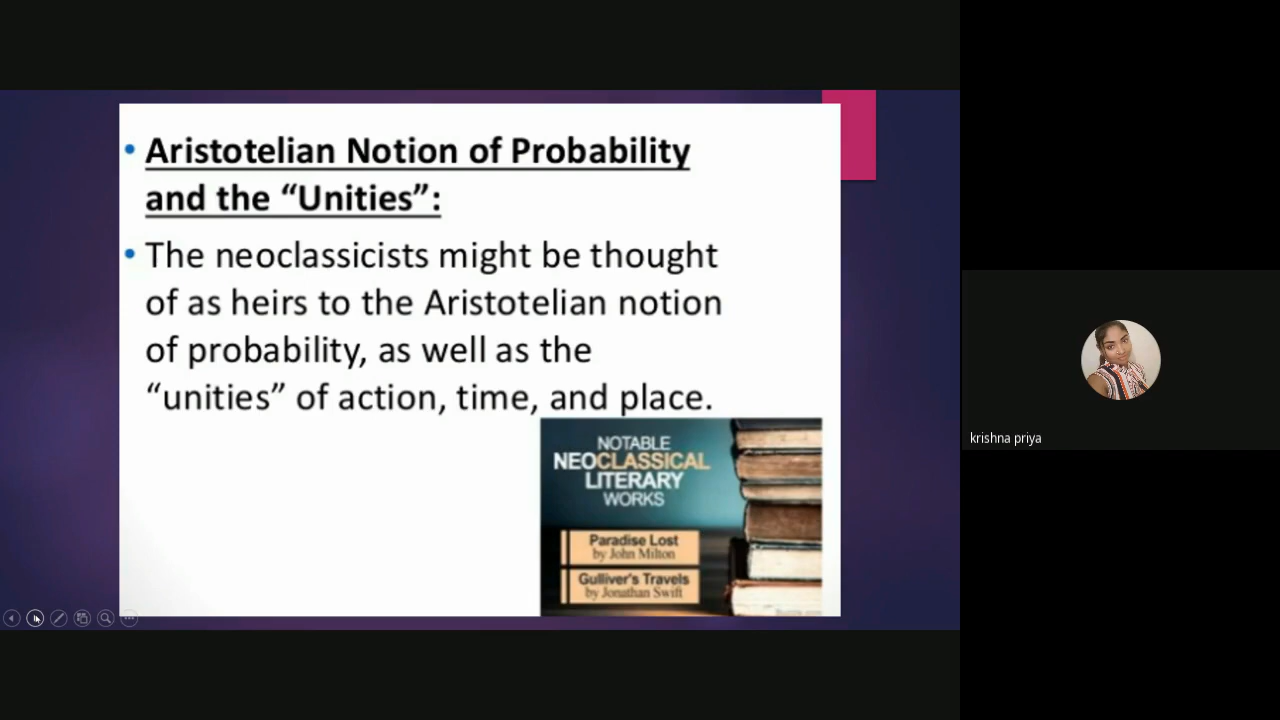 • Aristotelian Notion of Probability
and the “Unities”:
• The neoclassicists might be thought
of as heirs to the Aristotelian notion
of probability, as well as the
“unities” of action, time, and place.
NOTABLE
NEOCLASSICAL
LITERARY
WORKS
Paradise Lost
by John Milton
Gulliver's Travels
by Jonathan Swift
krishna priya